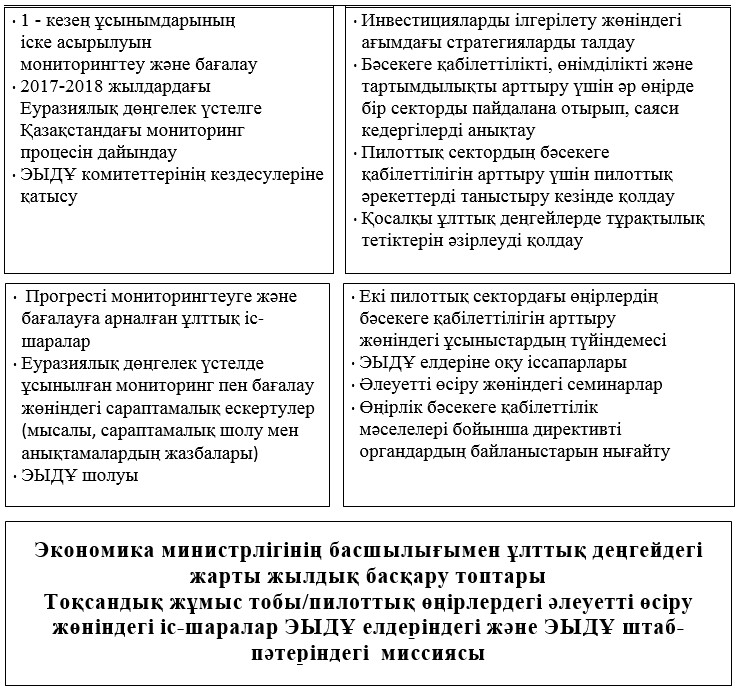 · 1 - кезең ұсынымдарының
іске асырылуын
мониторингтеу және бағалау
· 2017-2018 жылдардағы
Еуразиялық дөңгелек үстелге
Қазақстандағы мониторинг
процесін дайындау
· ЭЫДҰ комитеттерінің кездесулеріне
қатысу
· Инвестицияларды ілгерілету жөніндегі
ағымдағы стратегияларды талдау
· Бәсекеге қабілеттілікті, өнімділікті және
тартымдылықты арттыру үшін әр өңірде
бір секторды пайдалана отырып, саяси
кедергілерді анықтау
· Пилоттық сектордың бәсекеге
қабілеттілігін арттыру үшін пилоттық
әрекеттерді таныстыру кезінде қолдау
· Қосалқы ұлттық деңгейлерде тұрақтылық
тетіктерін әзірлеуді қолдау
· Прогресті мониторингтеуге және
бағалауға арналған ұлттық іс-
шаралар
· Еуразиялық дөңгелек үстелде
ұсынылған мониторинг пен бағалау
жөніндегі сараптамалық ескертулер
(мысалы, сараптамалық шолу мен
анықтамалардың жазбалары)
· ЭЫДҰ шолуы
· Екі пилоттық сектордағы өңірлердің
бәсекеге қабілеттілігін арттыру
жөніндегі ұсыныстардың түйіндемесі
· ЭЫДҰ елдеріне оқу іссапарлары
· Әлеуетті өсіру жөніндегі семинарлар
· Өңірлік бәсекеге қабілеттілік
мәселелері бойынша директивті
органдардың байланыстарын нығайту
Экономика министрлігінің басшылығымен ұлттық деңгейдегі
жарты жылдық басқару топтары
Тоқсандық жұмыс тобы/пилоттық өңірлердегі әлеуетті өсіру
жөніндегі іс-шаралар ЭЫДҰ елдеріндегі және ЭЫДҰ штаб-
пәтеріндегі миссиясы